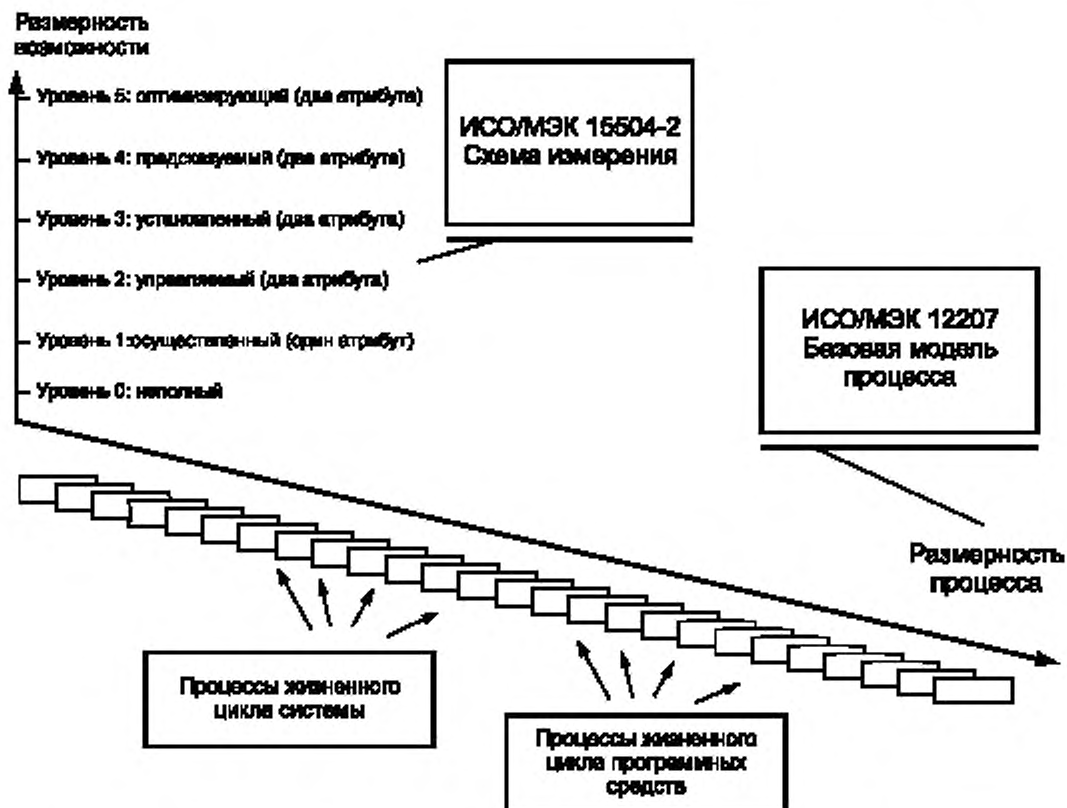 Размерность
возможности
Уровень 5: оптимизирующий (два атрибута)
Уровень 4: предсказуемый (два атрибута)
Уровень 3: установленный (два атрибута)
Уровень 2: управляемый (два атрибута)
Уровень 1:осуществленный (один атрибут)
Уровень 0: неполный
ИСО/МЭК 15504-2
Схема измерения
ИСО/МЭК 12207
Базовая модель
процесса
Размерность
процесса
Процессы жизненного
цикла системы
Процессы жизненного
цикла программных
средств